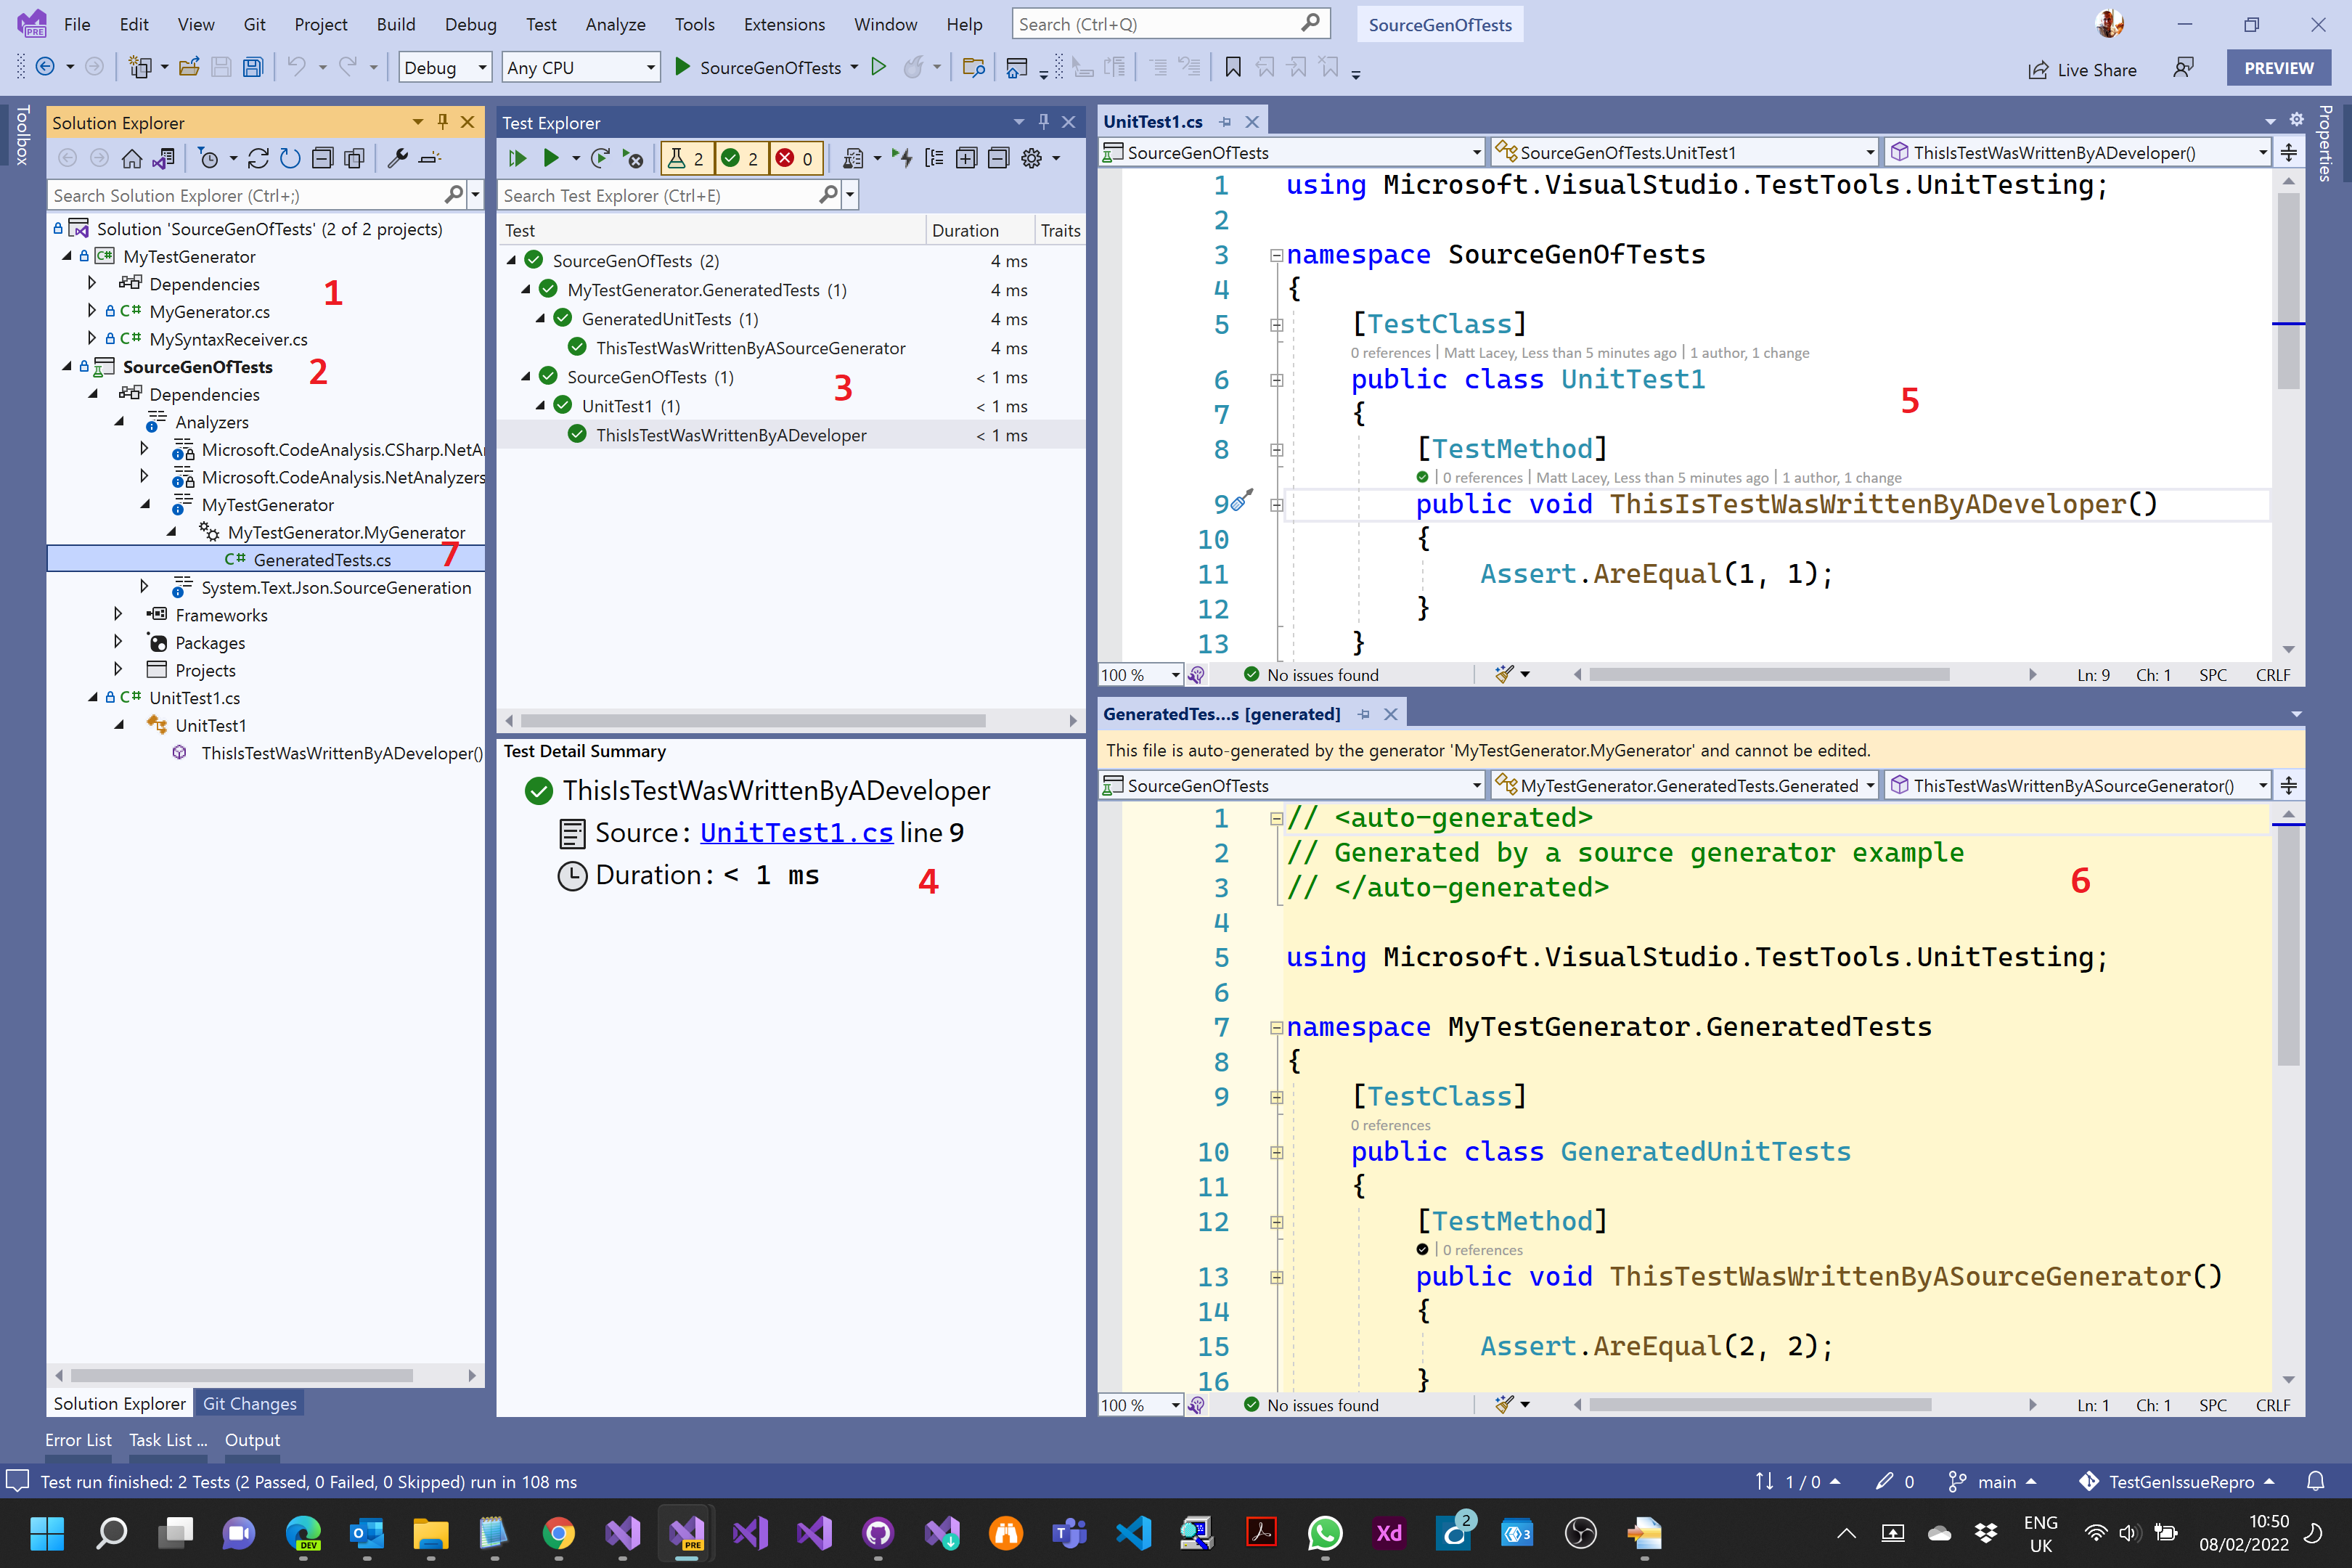 File Edit View Git Project Build Debug Test Analyze Tools Extensions Window Help Search (Ctrl+Q) SourceGenOfTests
Debug Any CPU SourceGenOfTests Live Share PREVIEW
Toolbox
Solution Explorer
Search Solution Explorer (Ctrl+;)
Solution 'SourceGenOfTests' (2 of 2 projects)
MyTestGenerator
Dependencies
1
C# MyGenerator.cs
C# MySyntaxReceiver.cs
SourceGenOfTests
2
Dependencies
Analyzers
Microsoft.CodeAnalysis.CSharp.NetAn
Microsoft.CodeAnalysis.NetAnalyzers
MyTestGenerator
MyTestGenerator.MyGenerator
C# GeneratedTests.cs
7
System.Text.Json.SourceGeneration
Frameworks
Packages
Projects
C# UnitTest1.cs
UnitTest1
ThisIsTestWasWrittenByADeveloper()
Solution Explorer Git Changes
Test Explorer
2 2 0
Search Test Explorer (Ctrl+E)
Test Duration Traits
SourceGenOfTests (2) 4 ms
MyTestGenerator.GeneratedTests (1) 4 ms
GeneratedUnitTests (1) 4 ms
ThisTestWasWrittenByASourceGenerator 4 ms
SourceGenOfTests (1) < 1 ms
3
UnitTest1 (1) < 1 ms
ThisIsTestWasWrittenByADeveloper < 1 ms
Test Detail Summary
ThisIsTestWasWrittenByADeveloper
Source: UnitTest1.cs line 9
Duration: < 1 ms
4
UnitTest1.cs
SourceGenOfTests SourceGenOfTests.UnitTest1 ThisIsTestWasWrittenByADeveloper()
1 using Microsoft.VisualStudio.TestTools.UnitTesting;
2
3 namespace SourceGenOfTests
4 {
5 [TestClass]
0 references | Matt Lacey, Less than 5 minutes ago | 1 author, 1 change
6 public class UnitTest1
5
7 {
8 [TestMethod]
| 0 references | Matt Lacey, Less than 5 minutes ago | 1 author, 1 change
9 public void ThisIsTestWasWrittenByADeveloper()
10 {
11 Assert.AreEqual(1, 1);
12 }
13 }
100 % No issues found Ln: 9 Ch: 1 SPC CRLF
GeneratedTes...s [generated]
This file is auto-generated by the generator 'MyTestGenerator.MyGenerator' and cannot be edited.
SourceGenOfTests MyTestGenerator.GeneratedTests.Generated ThisTestWasWrittenByASourceGenerator()
1 // <auto-generated>
2 // Generated by a source generator example
3 // </auto-generated>
6
4
5 using Microsoft.VisualStudio.TestTools.UnitTesting;
6
7 namespace MyTestGenerator.GeneratedTests
8 {
9 [TestClass]
0 references
10 public class GeneratedUnitTests
11 {
12 [TestMethod]
| 0 references
13 public void ThisTestWasWrittenByASourceGenerator()
14 {
15 Assert.AreEqual(2, 2);
16 }
100 % No issues found Ln: 1 Ch: 1 SPC CRLF
Properties
Error List Task List ... Output
Test run finished: 2 Tests (2 Passed, 0 Failed, 0 Skipped) run in 108 ms 1 / 0 0 main TestGenIssueRepro
DEV PRE Xd 2 3 ENG 10:50
UK 08/02/2022